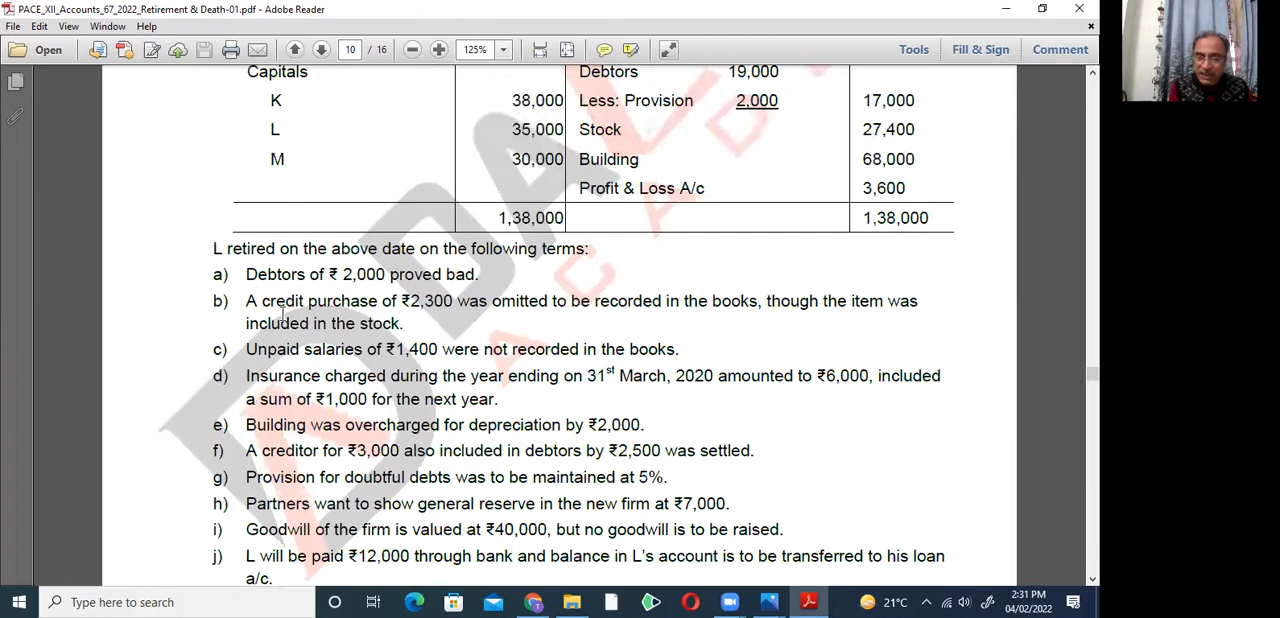 PACE_XII_Accounts_67_2022_Retirement & Death-01.pdf - Adobe Reader
File Edit View Window Help
Open 10 / 16 125% Tools Fill & Sign Comment
Capitals Debtors 19,000
K 38,000 Less: Provision 2,000 17,000
L 35,000 Stock 27,400
M 30,000 Building 68,000
Profit & Loss A/c 3,600
1,38,000 1,38,000
L retired on the above date on the following terms:
a) Debtors of ₹ 2,000 proved bad.
b) A credit purchase of ₹2,300 was omitted to be recorded in the books, though the item was
included in the stock.
c) Unpaid salaries of ₹1,400 were not recorded in the books.
d) Insurance charged during the year ending on 31st March, 2020 amounted to ₹6,000, included
a sum of ₹1,000 for the next year.
e) Building was overcharged for depreciation by ₹2,000.
f) A creditor for ₹3,000 also included in debtors by ₹2,500 was settled.
g) Provision for doubtful debts was to be maintained at 5%.
h) Partners want to show general reserve in the new firm at ₹7,000.
i) Goodwill of the firm is valued at ₹40,000, but no goodwill is to be raised.
j) L will be paid ₹12,000 through bank and balance in L's account is to be transferred to his loan
a/c.
Type here to search 21°C 2:31 PM
04/02/2022